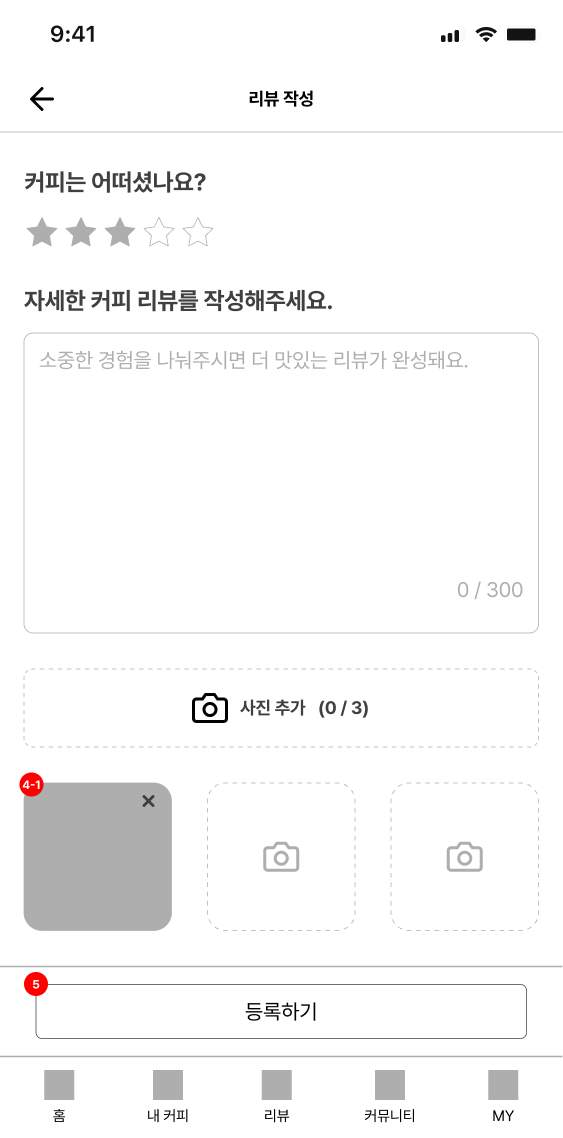 9:41
리뷰 작성
커피는 어떠셨나요?
자세한 커피 리뷰를 작성해주세요.
소중한 경험을 나눠주시면 더 맛있는 리뷰가 완성돼요.
0 / 300
사진 추가 (0 / 3)
4-1
5
등록하기
홈 내 커피 리뷰 커뮤니티 MY